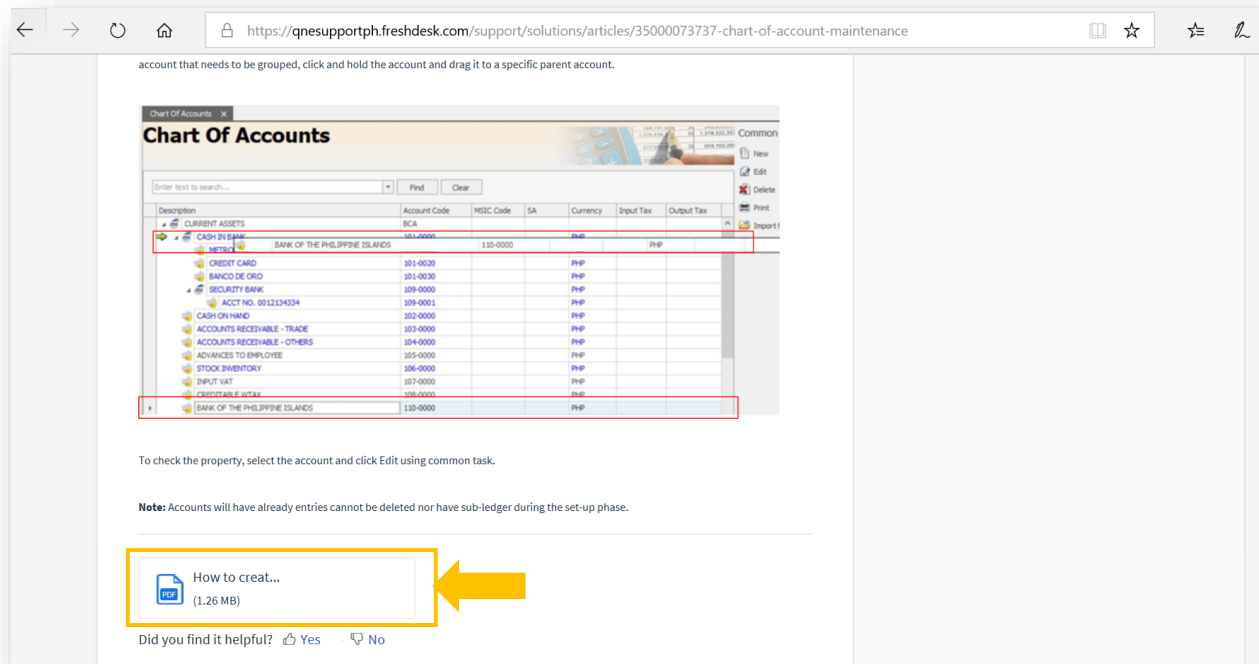 https://qnesupportph.freshdesk.com/support/solutions/articles/35000073737-chart-of-account-maintenance
account that needs to be grouped, click and hold the account and drag it to a specific parent account.
Chart Of Accounts ×
Chart Of Accounts
Common
New
Edit
Delete
Print
Import
Enter text to search...
Find
Clear
Description Account Code MSIC Code SA Currency Input Tax Output Tax
CURRENT ASSETS BCA
CASH IN BANK 101-0000 PHP
METRO
BANK OF THE PHILIPPINE ISLANDS 110-0000 PHP
CREDIT CARD 101-0020 PHP
BANCO DE ORO 101-0030 PHP
SECURITY BANK 109-0000 PHP
ACCT NO. 0012134334 109-0001 PHP
CASH ON HAND 102-0000 PHP
ACCOUNTS RECEIVABLE - TRADE 103-0000 PHP
ACCOUNTS RECEIVABLE - OTHERS 104-0000 PHP
ADVANCES TO EMPLOYEE 105-0000 PHP
STOCK INVENTORY 106-0000 PHP
INPUT VAT 107-0000 PHP
CREDITABLE WTAX 108-0000 PHP
BANK OF THE PHILIPPINE ISLANDS 110-0000 PHP
To check the property, select the account and click Edit using common task.
Note: Accounts will have already entries cannot be deleted nor have sub-ledger during the set-up phase.
PDF
How to creat...
(1.26 MB)
Did you find it helpful? Yes No